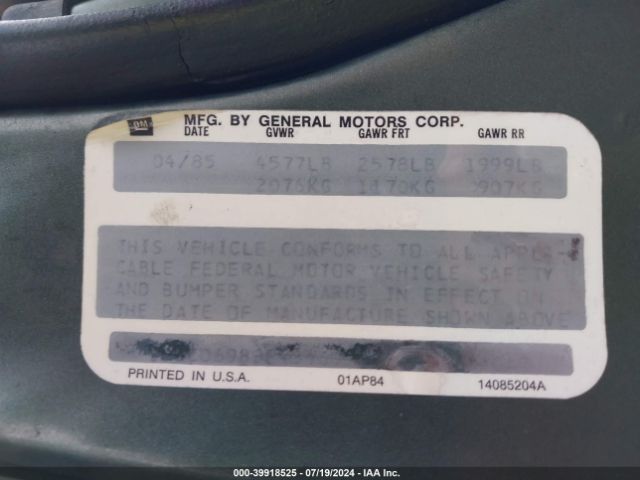 GM
MFG. BY GENERAL MOTORS CORP.
DATE GVWR GAWR FRT GAWR RR
04/85 4577LB 2578LB 1999LB
2076KG 1170KG 907KG
THIS VEHICLE CONFORMS TO ALL APPLI-
CABLE FEDERAL MOTOR VEHICLE SAFETY
AND BUMPER STANDARDS IN EFFECT ON
THE DATE OF MANUFACTURE SHOWN ABOVE
PRINTED IN U.S.A. 01AP84 14085204A
000-39918525 - 07/19/2024 - IAA Inc.